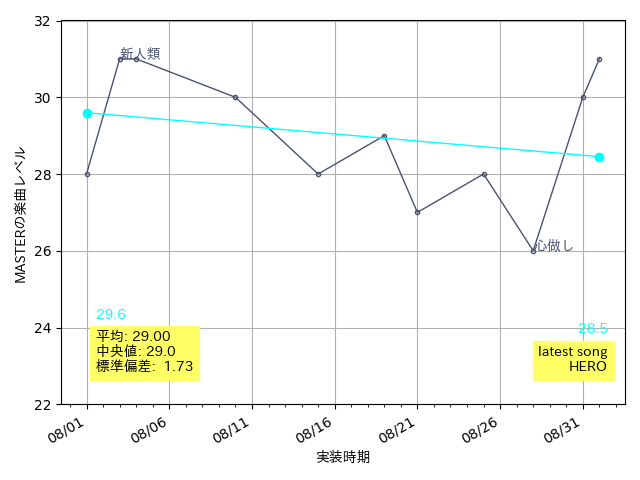 32
30
28
26
24
22
MASTERの楽曲レベル
新人類
心做し
29.6
平均: 29.00
中央値: 29.0
標準偏差: 1.73
28.5
latest song
HERO
08/01
08/06
08/11
08/16
08/21
08/26
08/31
実装時期